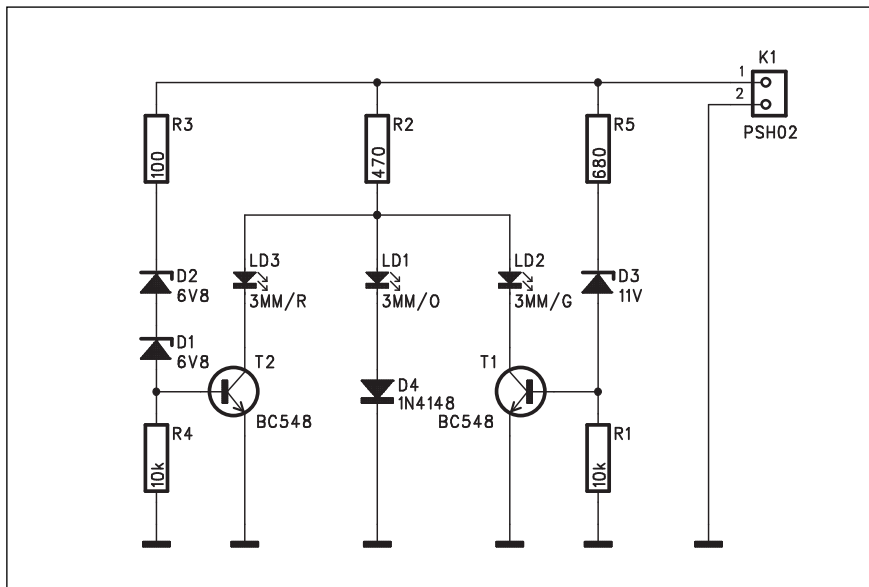 K1
1
2
PSH02
R3
100
R2
470
R5
680
D2
6V8
LD3
3MM/R
LD1
3MM/O
LD2
3MM/G
D3
11V
D1
6V8
T2
BC548
D4
1N4148
T1
BC548
R4
10k
R1
10k